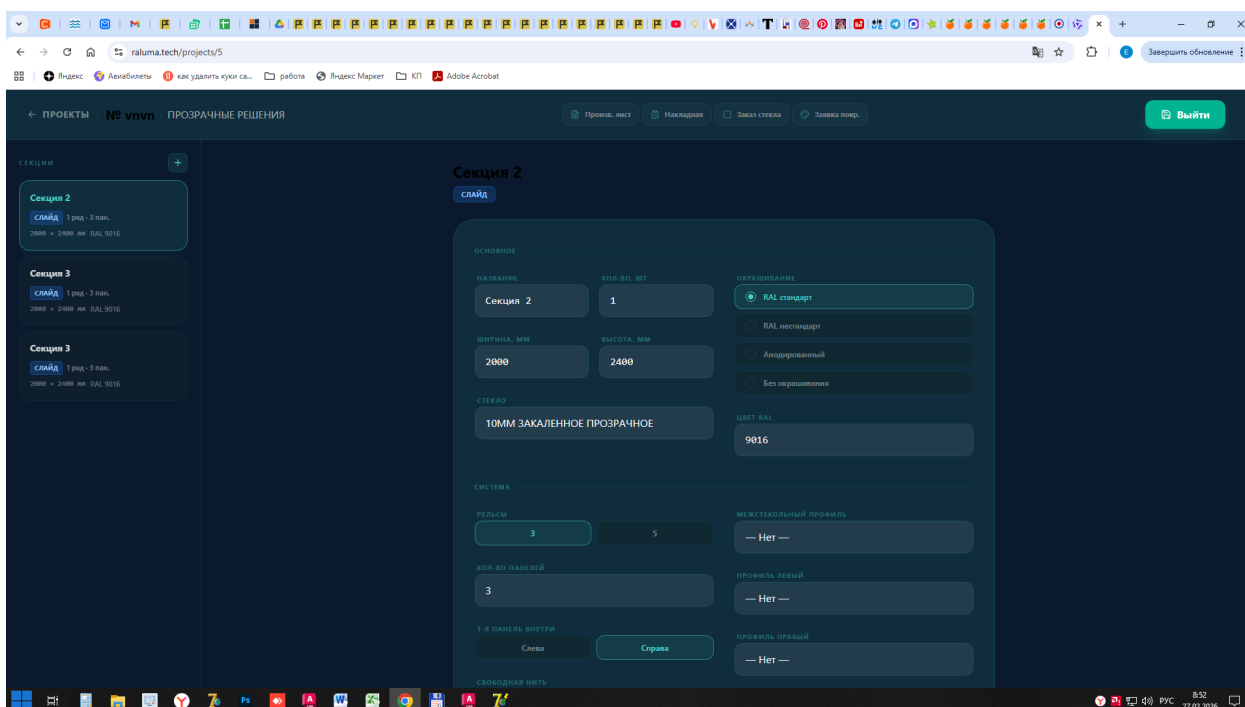 raluma.tech/projects/5
Завершить обновление
Яндекс
Авиабилеты
как удалить куки са...
работа
Яндекс Маркет
КП
Adobe Acrobat
← ПРОЕКТЫ № vnvn · ПРОЗРАЧНЫЕ РЕШЕНИЯ
Произв. лист
Накладная
Заказ стекла
Заявка покр.
Выйти
СЕКЦИИ
+
Секция 2
СЛАЙД 1 ряд · 3 пан.
2000 × 2400 мм RAL 9016
Секция 3
СЛАЙД 1 ряд · 3 пан.
2000 × 2400 мм RAL 9016
Секция 3
СЛАЙД 1 ряд · 3 пан.
2000 × 2400 мм RAL 9016
Секция 2
СЛАЙД
ОСНОВНОЕ
НАЗВАНИЕ
Секция 2
КОЛ-ВО, ШТ
1
ШИРИНА, ММ
2000
ВЫСОТА, ММ
2400
СТЕКЛО
10ММ ЗАКАЛЕННОЕ ПРОЗРАЧНОЕ
ОКРАШИВАНИЕ
RAL стандарт
RAL нестандарт
Анодированный
Без окрашивания
ЦВЕТ RAL
9016
СИСТЕМА
РЕЛЬСЫ
3
5
КОЛ-ВО ПАНЕЛЕЙ
3
1-Я ПАНЕЛЬ ВНУТРИ
Слева
Справа
СВОБОДНАЯ НИТЬ
МЕЖСТЕКОЛЬНЫЙ ПРОФИЛЬ
— Нет —
ПРОФИЛЬ ЛЕВЫЙ
— Нет —
ПРОФИЛЬ ПРАВЫЙ
— Нет —
РУС
8:52
27.02.2026